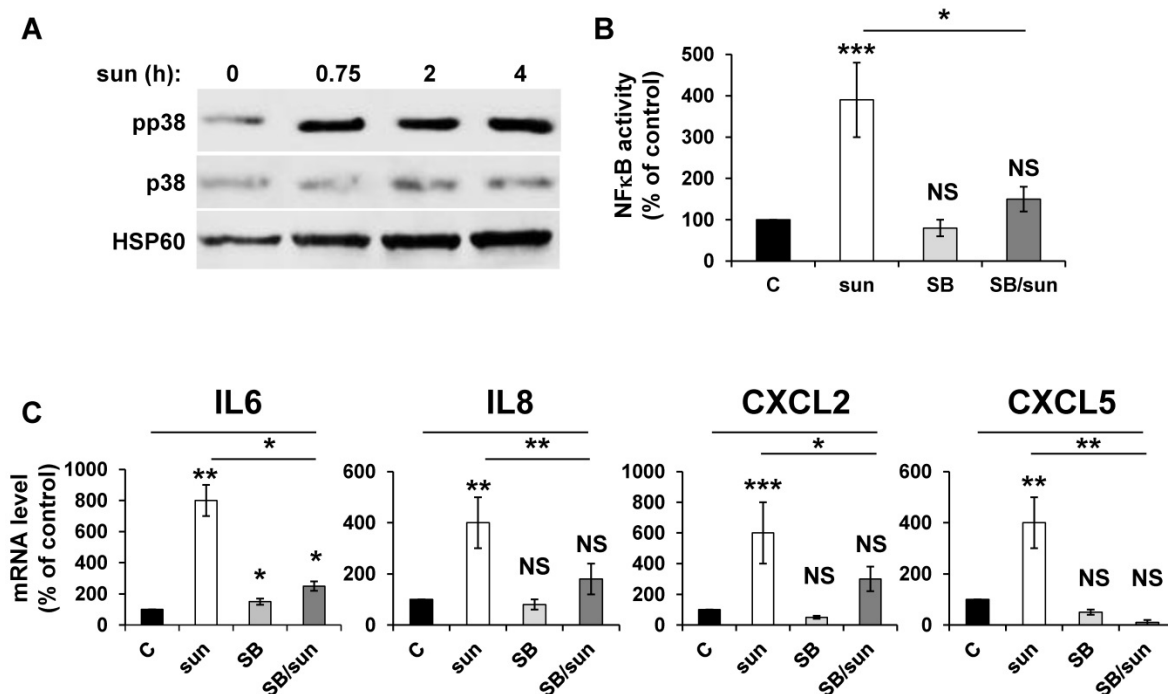 A
sun (h): 0 0.75 2 4
pp38
p38
HSP60
B
*
***
NS
NS
NFκB activity
(% of control)
500
400
300
200
100
0
C sun SB SB/sun
C
IL6
*
**
*
*
mRNA level
(% of control)
1000
800
600
400
200
0
C sun SB SB/sun
IL8
**
**
NS
NS
600
400
200
0
C sun SB SB/sun
CXCL2
*
***
NS
NS
1000
800
600
400
200
0
C sun SB SB/sun
CXCL5
**
**
NS
NS
600
400
200
0
C sun SB SB/sun